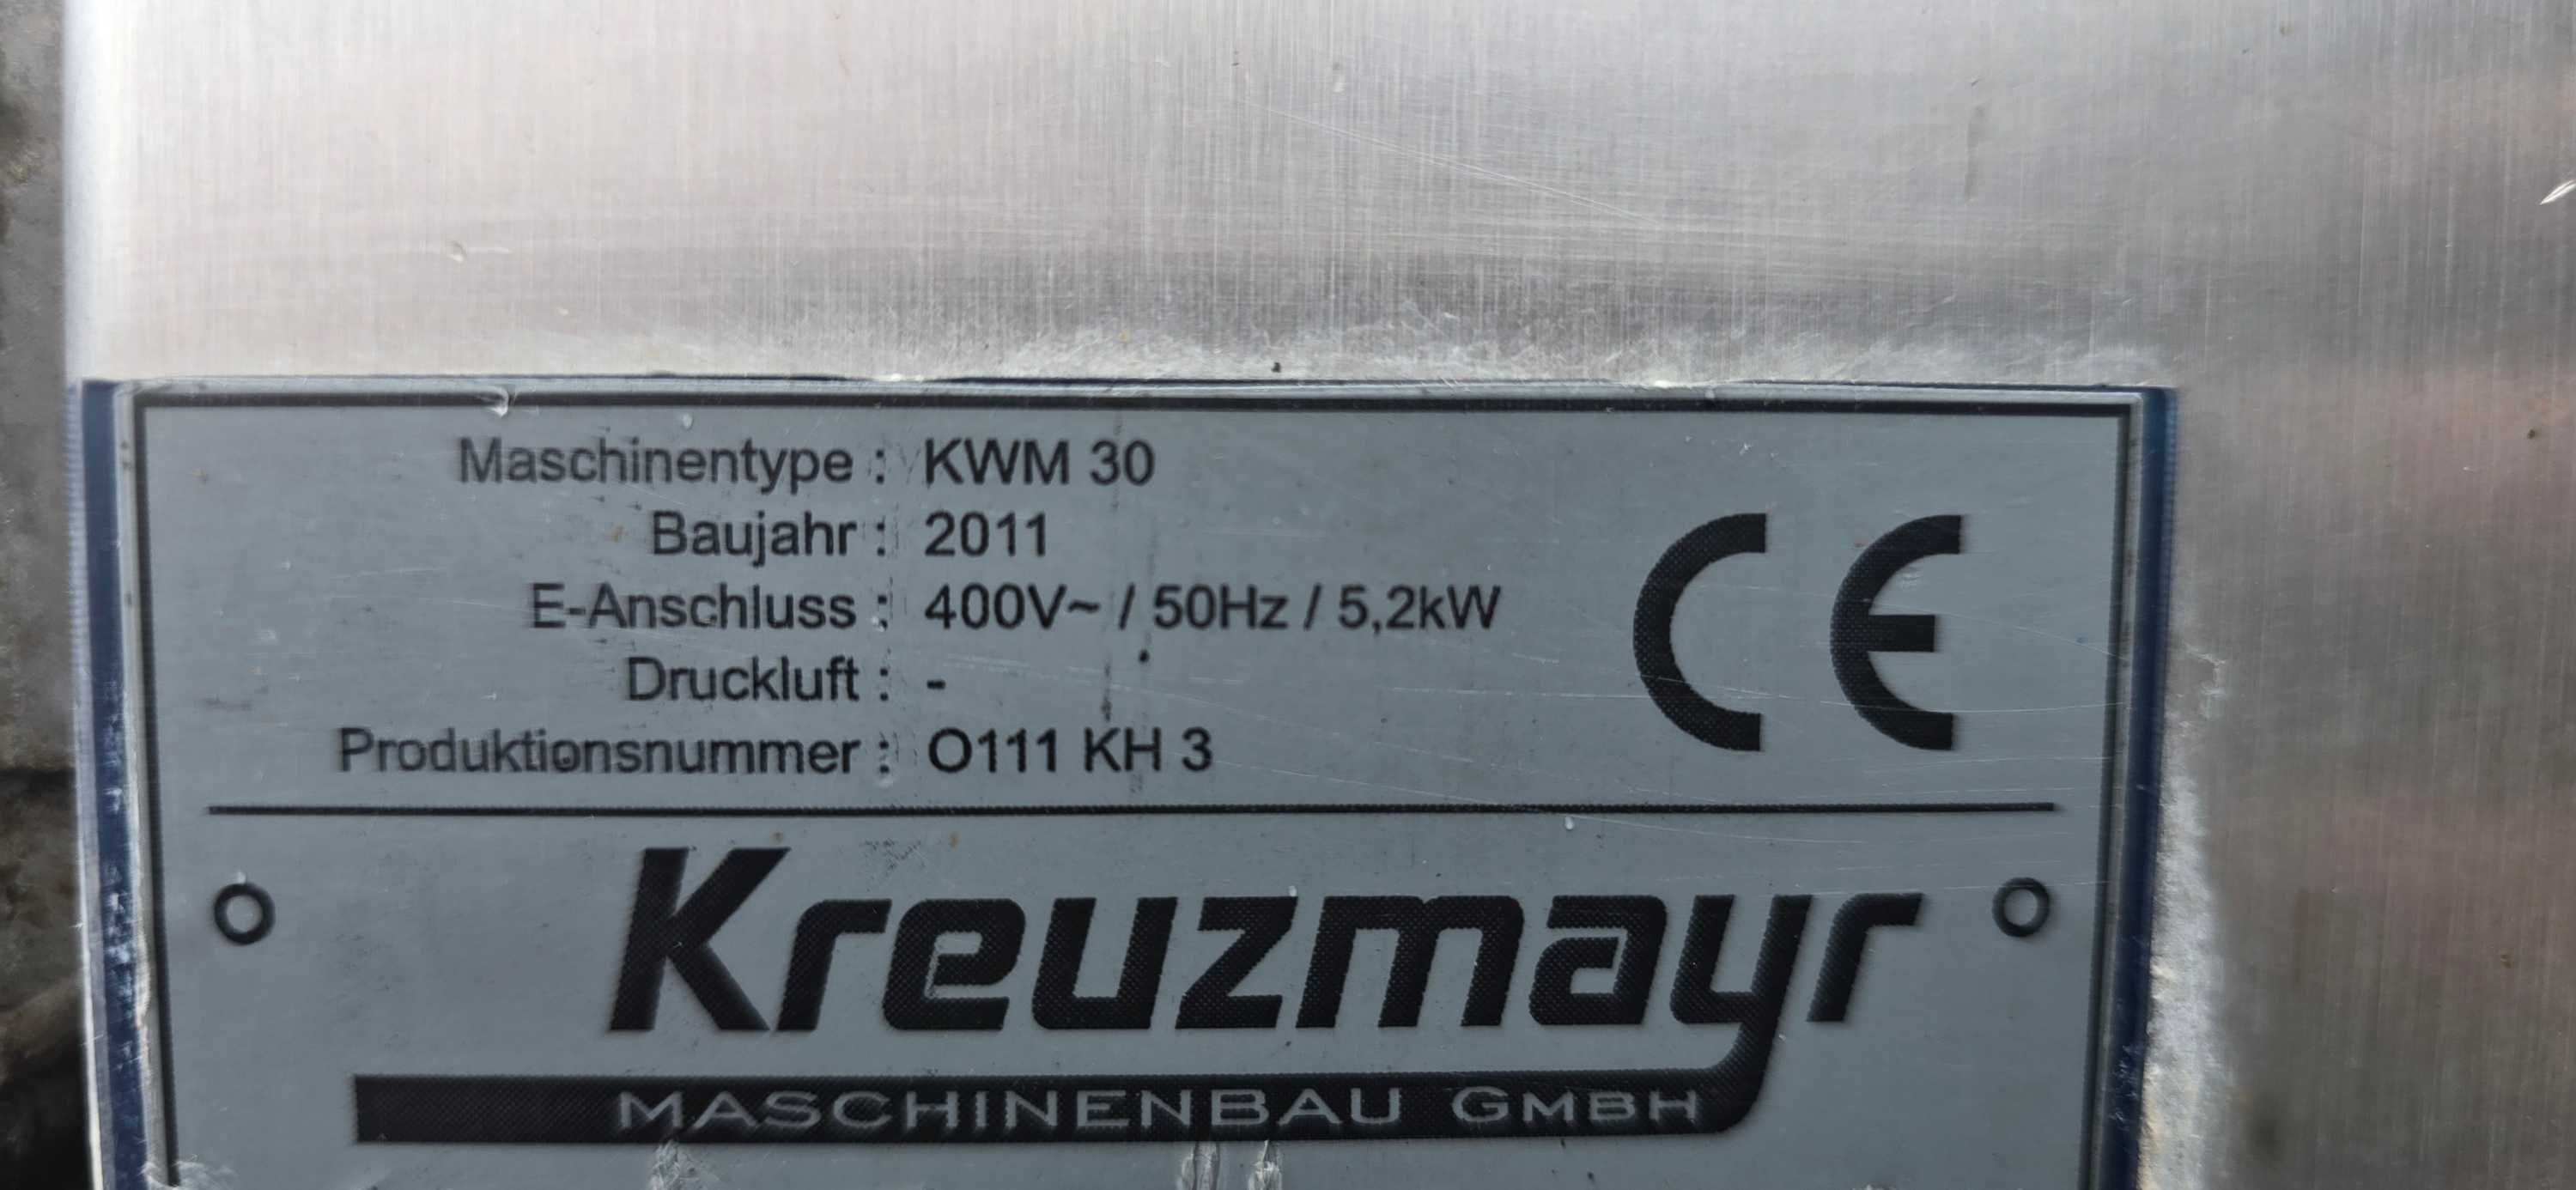 Maschinentype : KWM 30
Baujahr : 2011
E-Anschluss : 400V~ / 50Hz / 5,2kW
Druckluft : -
Produktionsnummer : O111 KH 3
CE
Kreuzmayr
MASCHINENBAU GMBH